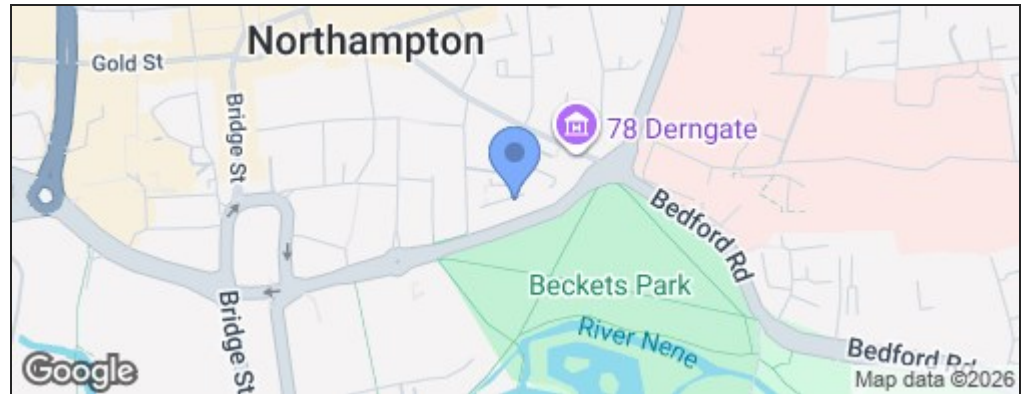 Northampton
Gold St
Bridge St
78 Derngate
Bedford Rd
Beckets Park
Bridge St
River Nene
Bedford Rd
Google
Map data ©2026